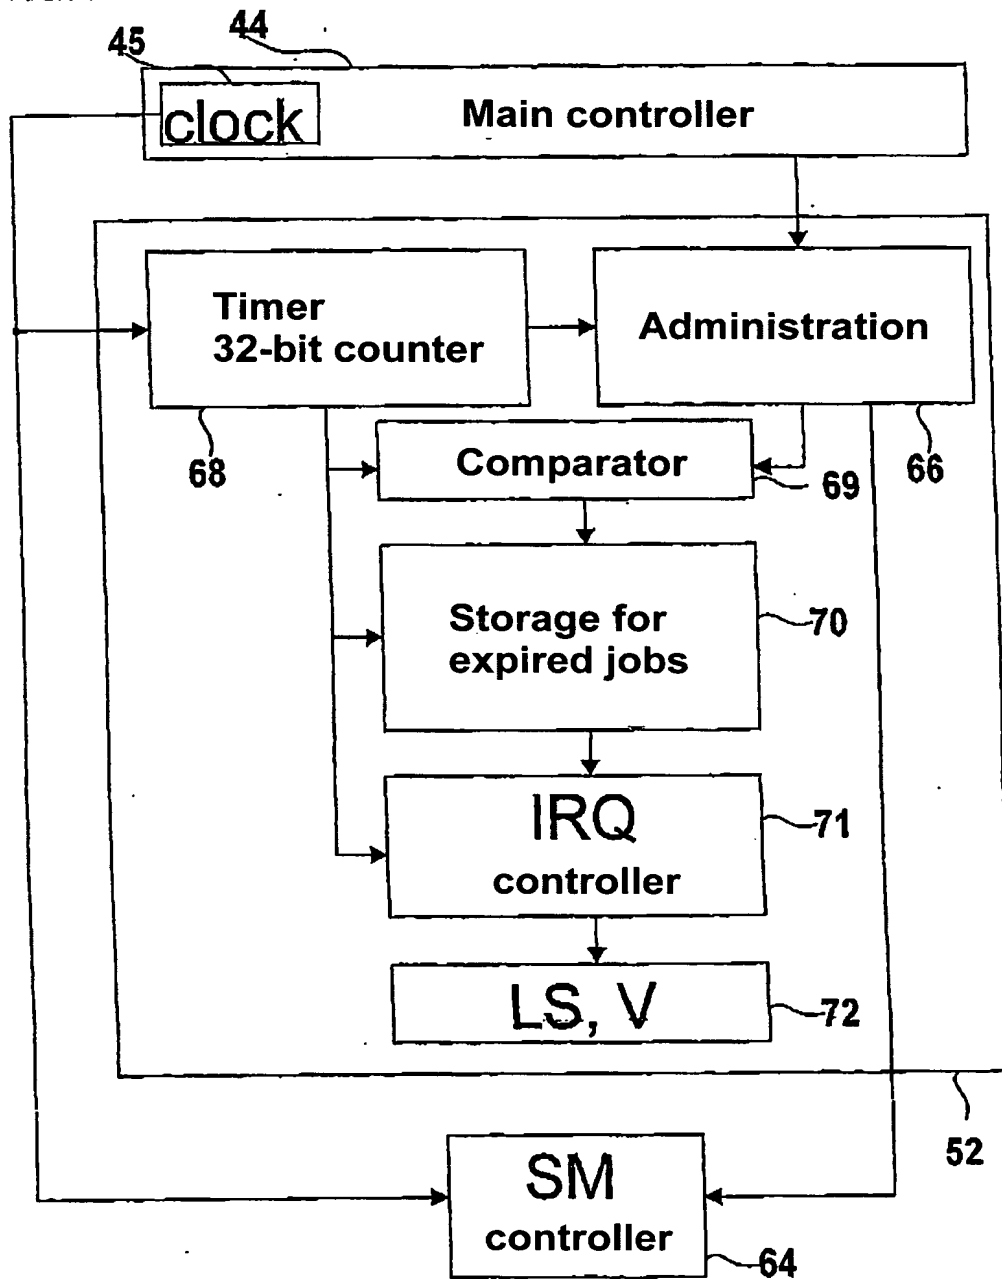 45
44
clock
Main controller
Timer
32-bit counter
Administration
68
Comparator
69
66
Storage for
expired jobs
70
IRQ
controller
71
LS, V
72
52
SM
controller
64